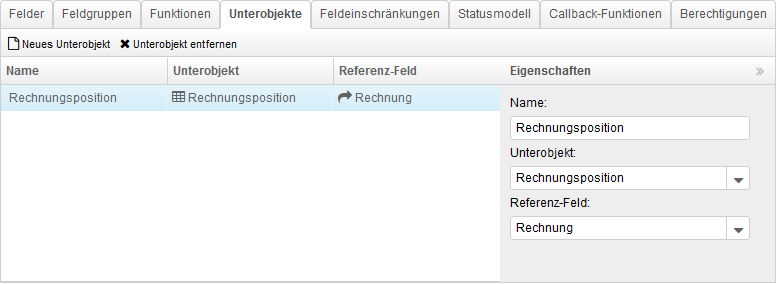 Felder Feldgruppen Funktionen Unterobjekte Feldeinschränkungen Statusmodell Callback-Funktionen Berechtigungen
Neues Unterobjekt Unterobjekt entfernen
Name Unterobjekt Referenz-Feld Eigenschaften »
Rechnungsposition Rechnungsposition Rechnung
Name:
Rechnungsposition
Unterobjekt:
Rechnungsposition
Referenz-Feld:
Rechnung